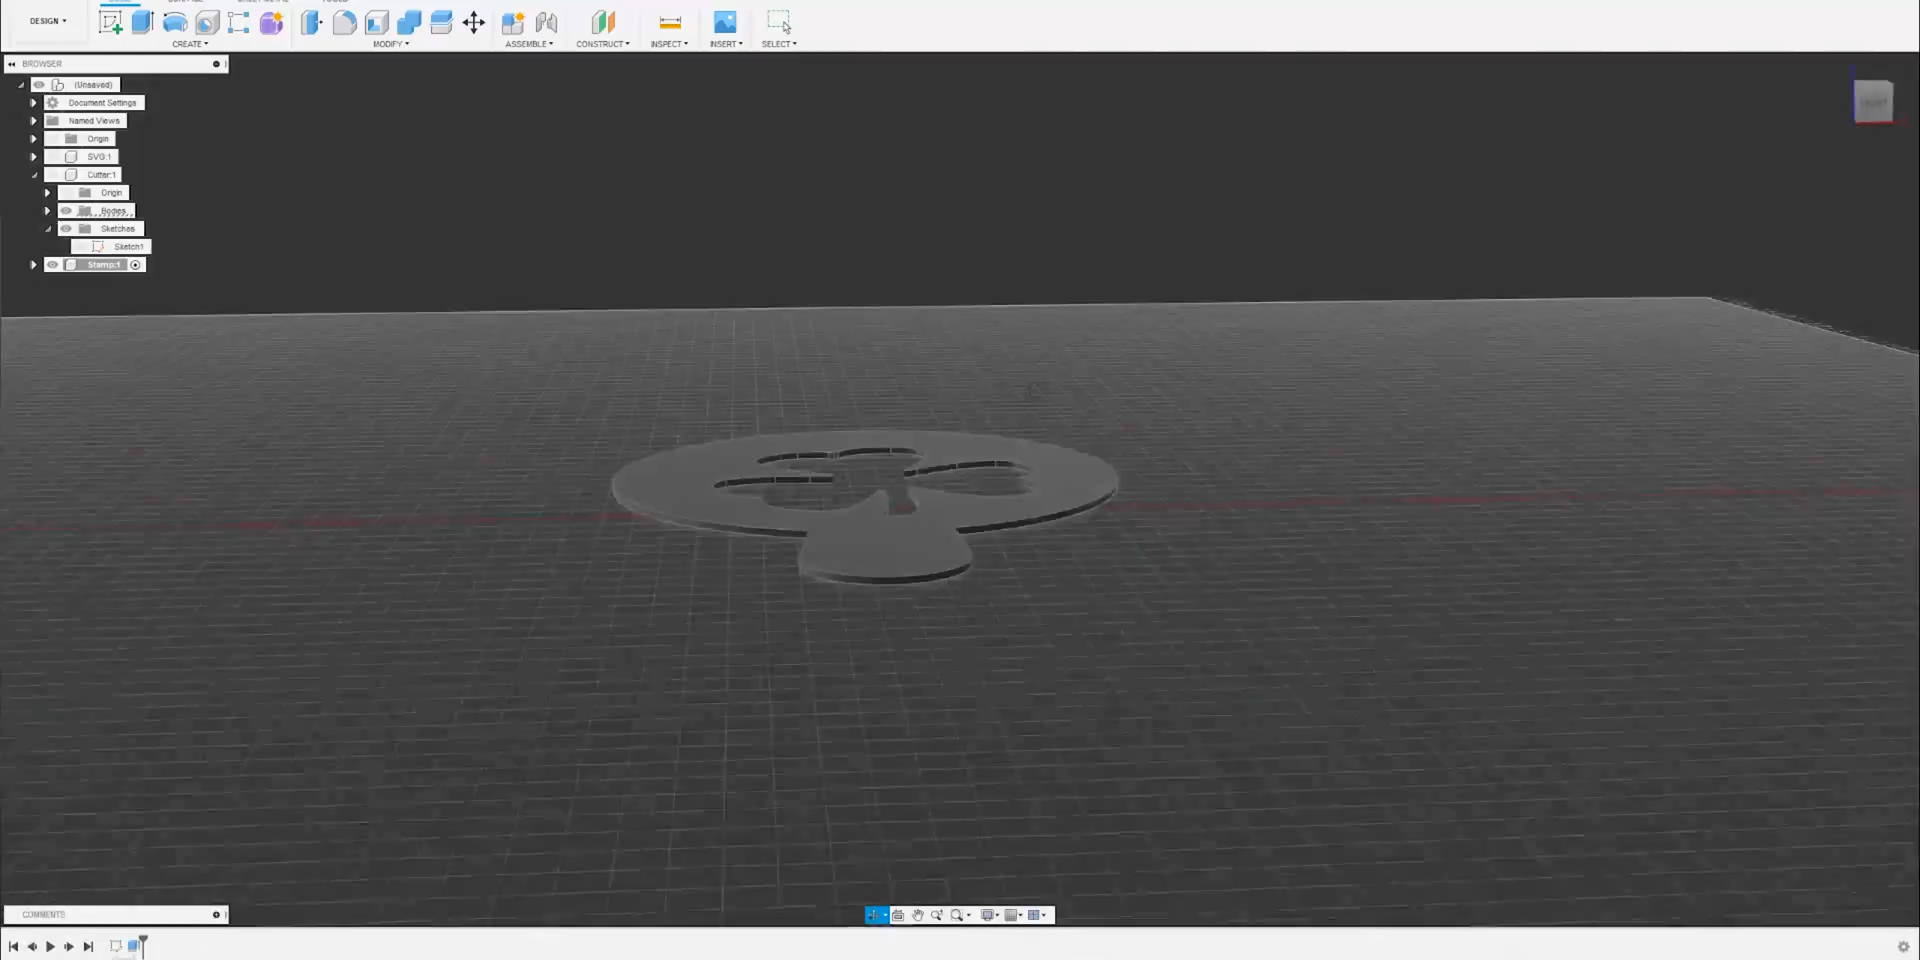 DESIGN
CREATE
MODIFY
ASSEMBLE
CONSTRUCT
INSPECT
INSERT
SELECT
BROWSER
(Unsaved)
Document Settings
Named Views
Origin
SVG:1
Cutter:1
Origin
Bodies
Sketches
Sketch1
Stamp:1
FRONT
COMMENTS